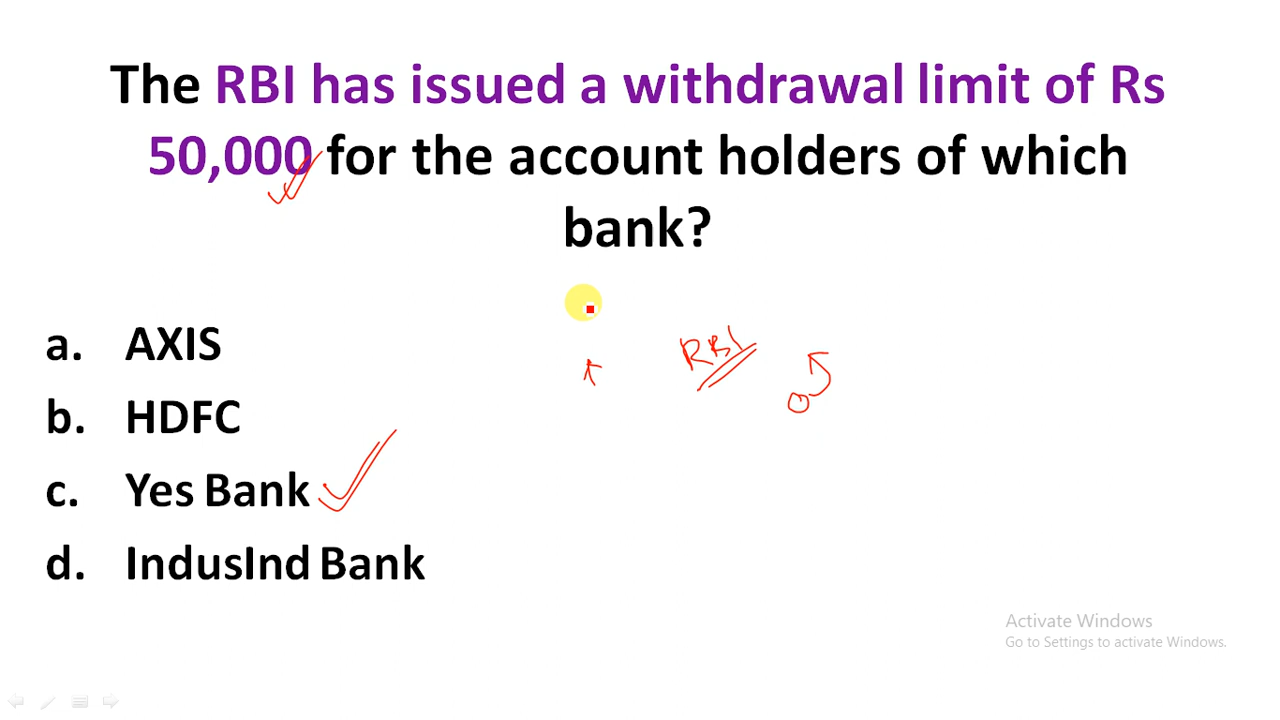 The RBI has issued a withdrawal limit of Rs
50,000 for the account holders of which
bank?
RBI
a. AXIS
b. HDFC
c. Yes Bank
d. IndusInd Bank
Activate Windows
Go to Settings to activate Windows.